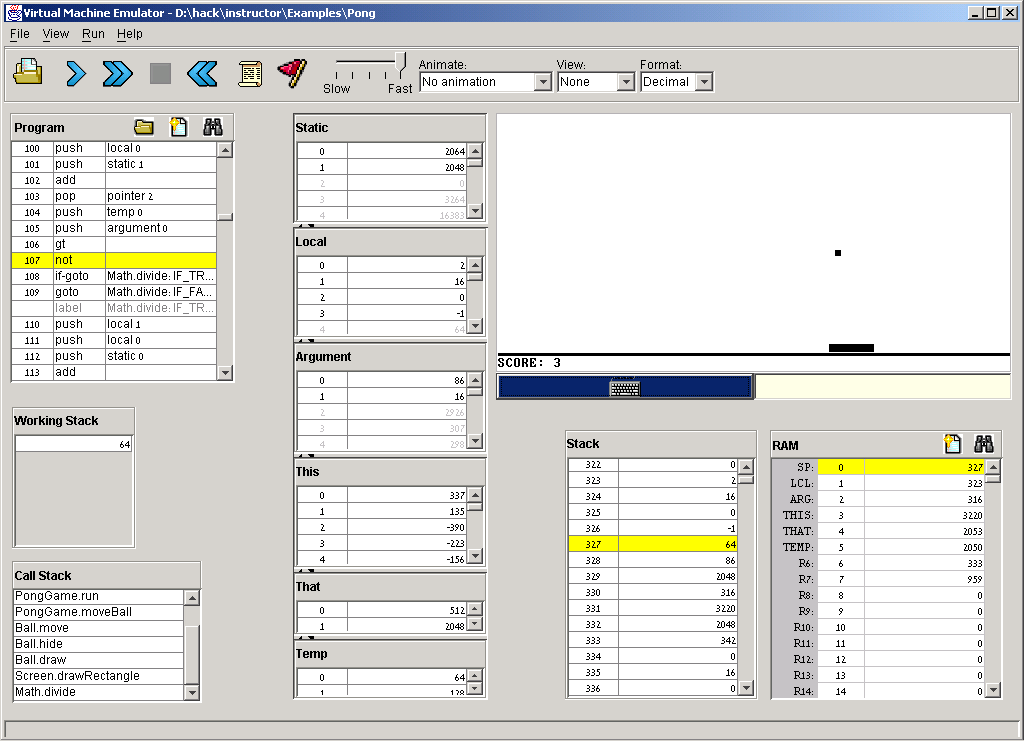 Virtual Machine Emulator - D:\hack\instructor\Examples\Pong
File View Run Help
Slow Fast
Animate:
No animation
View:
None
Format:
Decimal
Program
100 push local 0
101 push static 1
102 add
103 pop pointer 2
104 push temp 0
105 push argument 0
106 gt
107 not
108 if-goto Math.divide: IF_TR...
109 goto Math.divide: IF_FA...
label Math.divide: IF_TR...
110 push local 1
111 push local 0
112 push static 0
113 add
Working Stack
64
Call Stack
PongGame.run
PongGame.moveBall
Ball.move
Ball.hide
Ball.draw
Screen.drawRectangle
Math.divide
Static
0 2064
1 2048
2 0
3 3264
4 16383
Local
0 2
1 16
2 0
3 -1
4 64
Argument
0 86
1 16
2 2926
3 307
4 298
This
0 337
1 135
2 -390
3 -223
4 -156
That
0 512
1 2048
Temp
0 64
1 128
SCORE: 3
Stack
322 0
323 2
324 16
325 0
326 -1
327 64
328 86
329 2048
330 316
331 3220
332 2048
333 342
334 0
335 16
336 0
RAM
SP: 0 327
LCL: 1 323
ARG: 2 316
THIS: 3 3220
THAT: 4 2053
TEMP: 5 2050
R6: 6 333
R7: 7 959
R8: 8 0
R9: 9 0
R10: 10 0
R11: 11 0
R12: 12 0
R13: 13 0
R14: 14 0